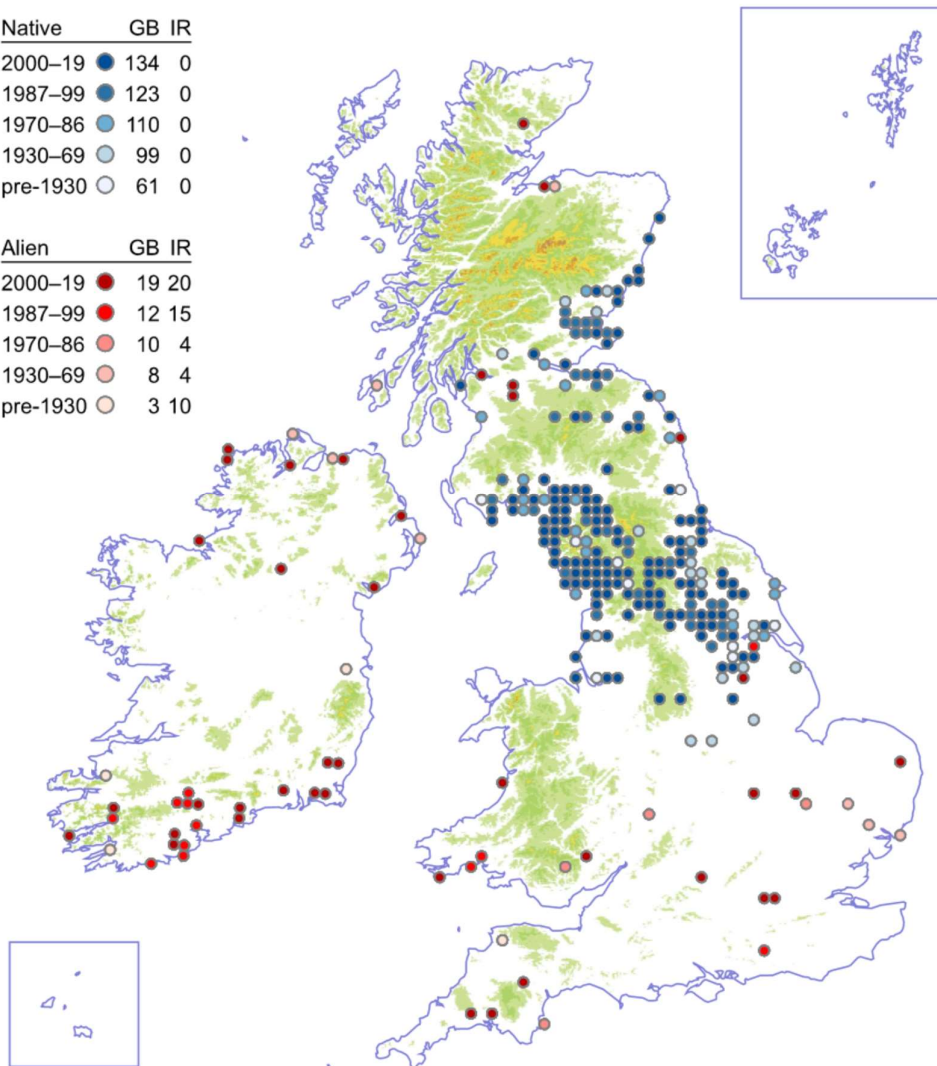 Native GB IR
2000–19 134 0
1987–99 123 0
1970–86 110 0
1930–69 99 0
pre-1930 61 0
Alien GB IR
2000–19 19 20
1987–99 12 15
1970–86 10 4
1930–69 8 4
pre-1930 3 10